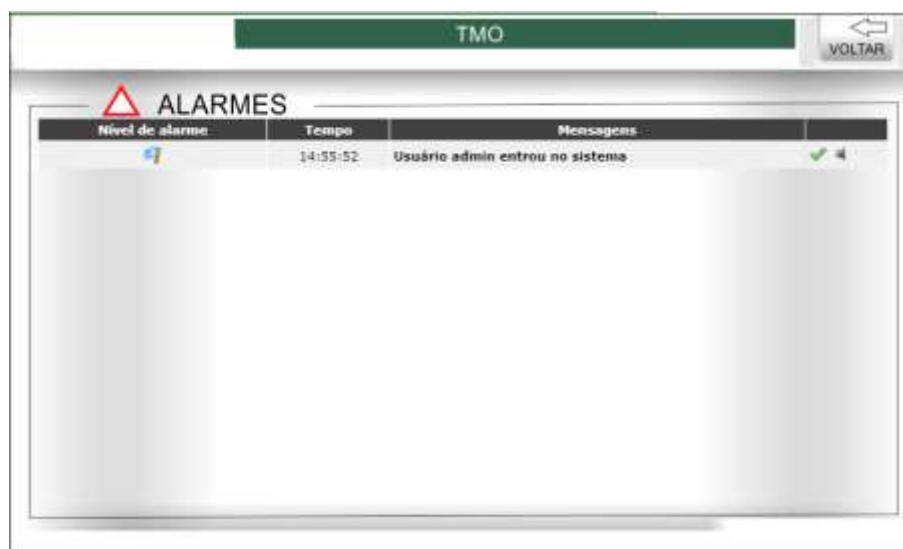 TMO
VOLTAR
ALARMES
Nível de alarme Tempo Mensagens
14:55:52 Usuário admin entrou no sistema